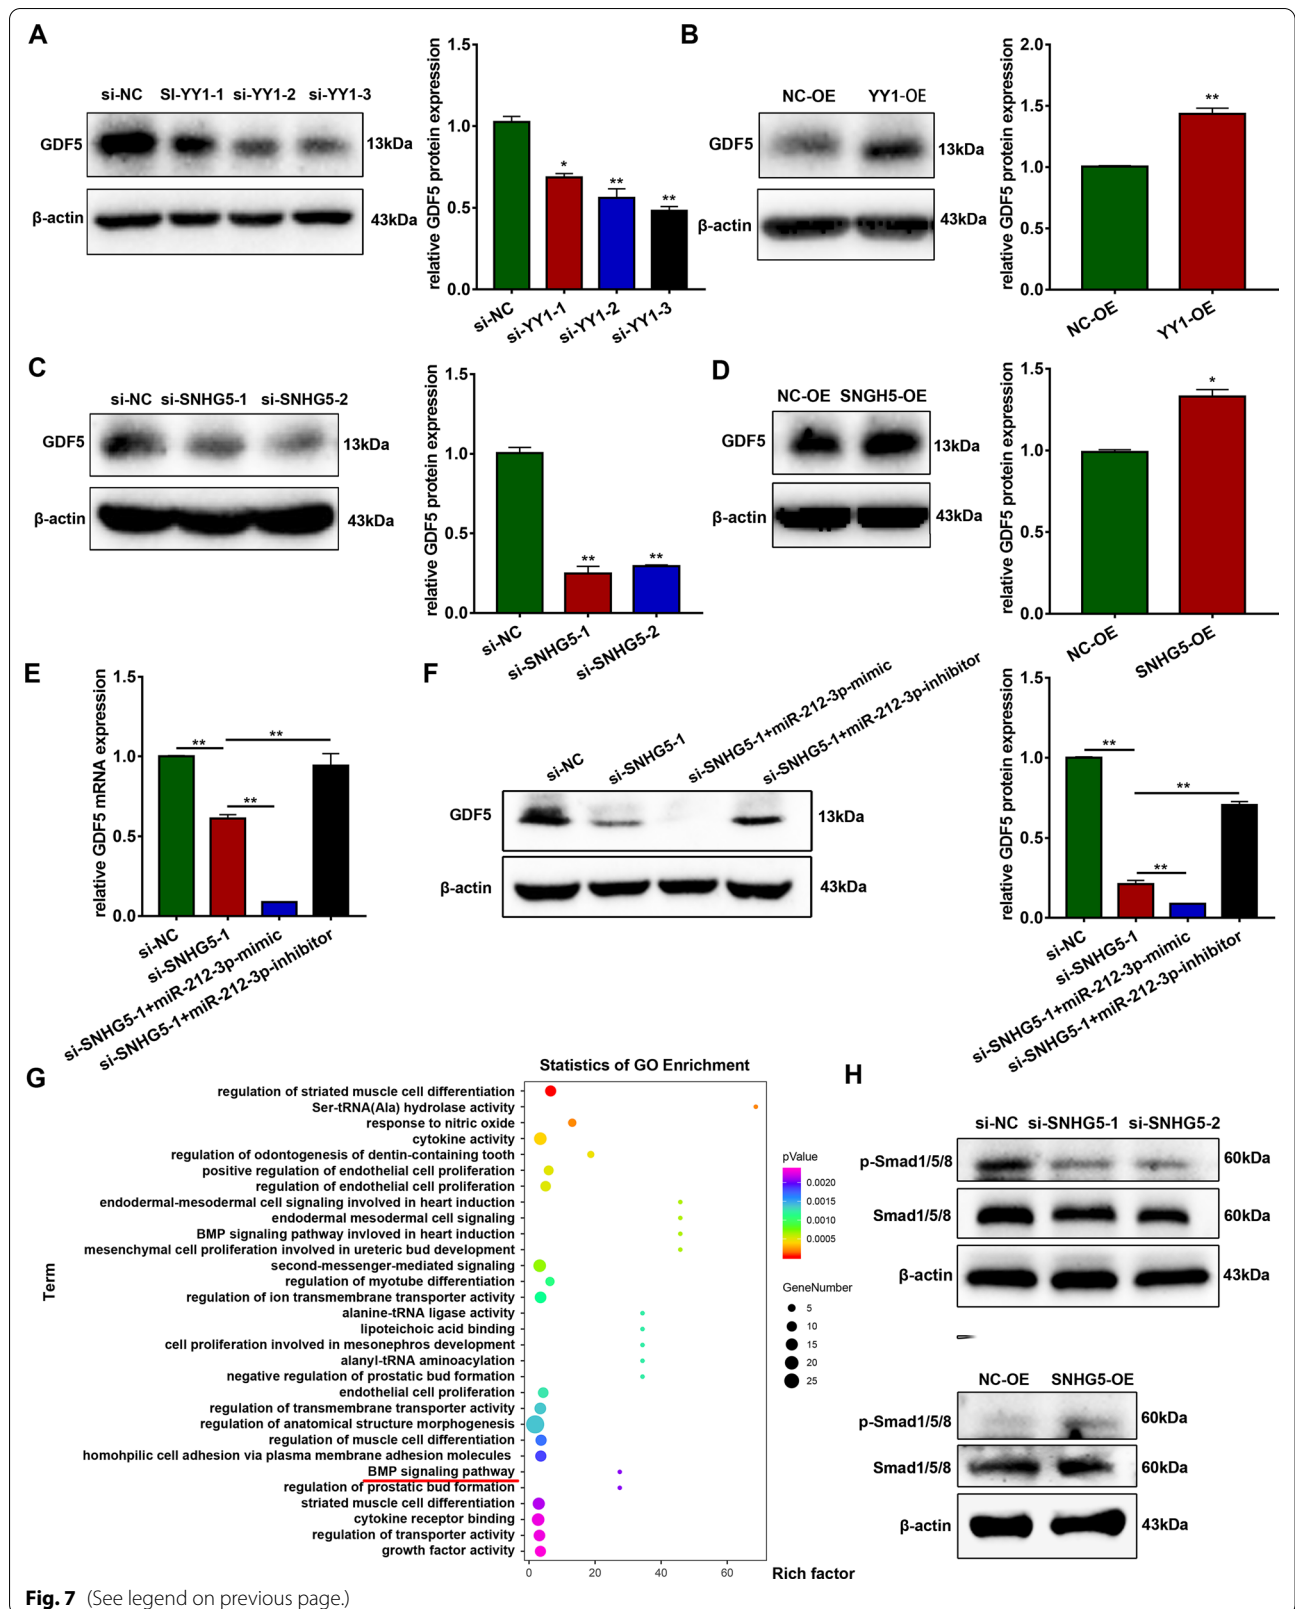 A
si-NC SI-YY1-1 si-YY1-2 si-YY1-3
GDF5
13kDa
β-actin
43kDa
relative GDF5 protein expression
1.5
1.0
0.5
0.0
*
**
**
si-NC
si-YY1-1
si-YY1-2
si-YY1-3
B
NC-OE YY1-OE
GDF5
13kDa
β-actin
43kDa
relative GDF5 protein expression
2.0
1.5
1.0
0.5
0.0
**
NC-OE
YY1-OE
C
si-NC si-SNHG5-1 si-SNHG5-2
GDF5
13kDa
β-actin
43kDa
relative GDF5 protein expression
1.5
1.0
0.5
0.0
**
**
si-NC
si-SNHG5-1
si-SNHG5-2
D
NC-OE SNGH5-OE
GDF5
13kDa
β-actin
43kDa
relative GDF5 protein expression
1.5
1.0
0.5
0.0
*
NC-OE
SNHG5-OE
E
relative GDF5 mRNA expression
1.5
1.0
0.5
0.0
**
**
**
si-NC
si-SNHG5-1
si-SNHG5-1+miR-212-3p-mimic
si-SNHG5-1+miR-212-3p-inhibitor
F
si-NC
si-SNHG5-1
si-SNHG5-1+miR-212-3p-mimic
si-SNHG5-1+miR-212-3p-inhibitor
GDF5
13kDa
β-actin
43kDa
relative GDF5 protein expression
1.5
1.0
0.5
0.0
**
**
**
si-NC
si-SNHG5-1
si-SNHG5-1+miR-212-3p-mimic
si-SNHG5-1+miR-212-3p-inhibitor
G
Statistics of GO Enrichment
Term
regulation of striated muscle cell differentiation
Ser-tRNA(Ala) hydrolase activity
response to nitric oxide
cytokine activity
regulation of odontogenesis of dentin-containing tooth
positive regulation of endothelial cell proliferation
regulation of endothelial cell proliferation
endodermal-mesodermal cell signaling involved in heart induction
endodermal mesodermal cell signaling
BMP signaling pathway invloved in heart induction
mesenchymal cell proliferation involved in ureteric bud development
second-messenger-mediated signaling
regulation of myotube differentiation
regulation of ion transmembrane transporter activity
alanine-tRNA ligase activity
lipoteichoic acid binding
cell proliferation involved in mesonephros development
alanyl-tRNA aminoacylation
negative regulation of prostatic bud formation
endothelial cell proliferation
regulation of transmembrane transporter activity
regulation of anatomical structure morphogenesis
regulation of muscle cell differentiation
homohpilic cell adhesion via plasma membrane adhesion molecules
BMP signaling pathway
regulation of prostatic bud formation
striated muscle cell differentiation
cytokine receptor binding
regulation of transporter activity
growth factor activity
0 20 40 60
Rich factor
pValue
0.0020
0.0015
0.0010
0.0005
GeneNumber
5
10
15
20
25
H
si-NC si-SNHG5-1 si-SNHG5-2
p-Smad1/5/8
60kDa
Smad1/5/8
60kDa
β-actin
43kDa
NC-OE SNHG5-OE
p-Smad1/5/8
60kDa
Smad1/5/8
60kDa
β-actin
43kDa
Fig. 7 (See legend on previous page.)